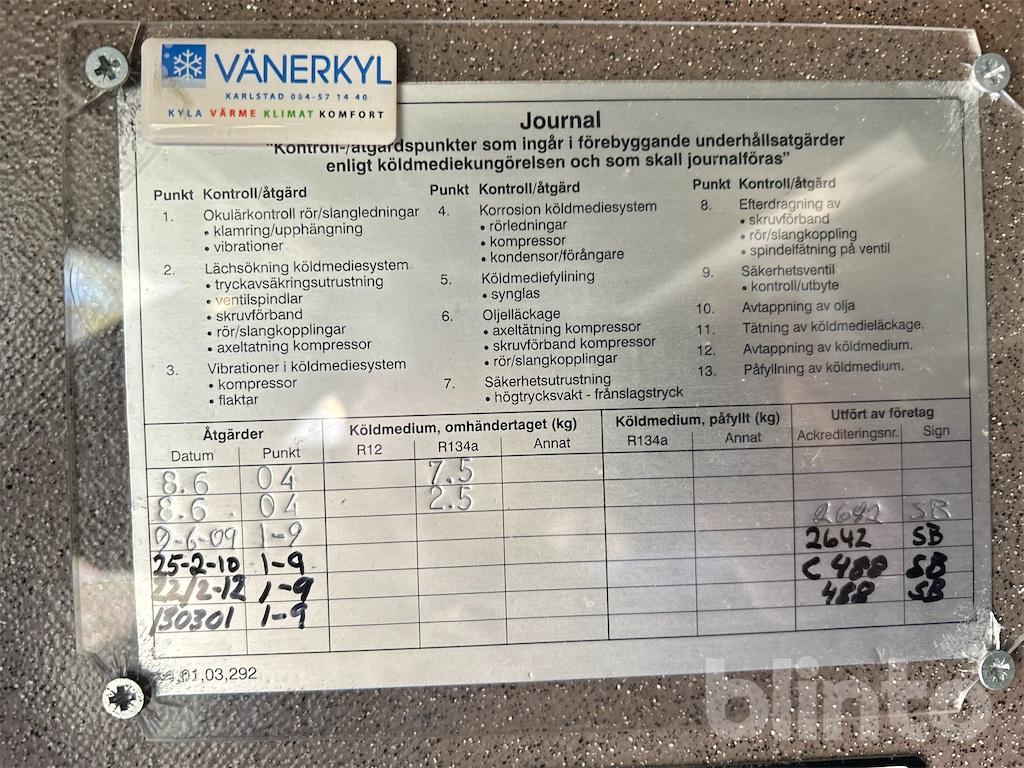 VÄNERKYL
KARLSTAD 054-57 14 40
KYLA VÄRME KLIMAT KOMFORT
Journal
"Kontroll-/åtgärdspunkter som ingår i förebyggande underhållsatgärder
enligt köldmediekungörelsen och som skall journalföras"
Punkt Kontroll/åtgärd
1. Okulärkontroll rör/slangledningar
• klamring/upphängning
• vibrationer
2. Lächsökning köldmediesystem
• tryckavsäkringsutrustning
• ventilspindlar
• skruvförband
• rör/slangkopplingar
• axeltatning kompressor
3. Vibrationer i köldmediesystem
• kompressor
• flaktar
Punkt Kontroll/åtgärd
4. Korrosion köldmediesystem
• rörledningar
• kompressor
• kondensor/förångare
5. Köldmediefylining
• synglas
6. Oljelläckage
• axeltätning kompressor
• skruvförband kompressor
• rör/slangkopplingar
7. Säkerhetsutrustning
• högtrycksvakt - frånslagstryck
Punkt Kontroll/åtgärd
8. Efterdragning av
• skruvförband
• rör/slangkoppling
• spindelfätning på ventil
9. Säkerhetsventil
• kontroll/utbyte
10. Avtappning av olja
11. Tätning av köldmedieläckage.
12. Avtappning av köldmedium.
13. Påfyllning av köldmedium.
Åtgärder Köldmedium, omhändertaget (kg) Köldmedium, påfyllt (kg) Utfört av företag
Datum Punkt R12 R134a Annat R134a Annat Ackrediteringsnr. Sign
8.6 04 7.5
8.6 04 2.5
9-6-09 1-9 2642 SB
25-2-10 1-9 2642 SB
22/2-12 1-9 C 488 SB
130301 1-9 488 SB
01,03,292
blinto